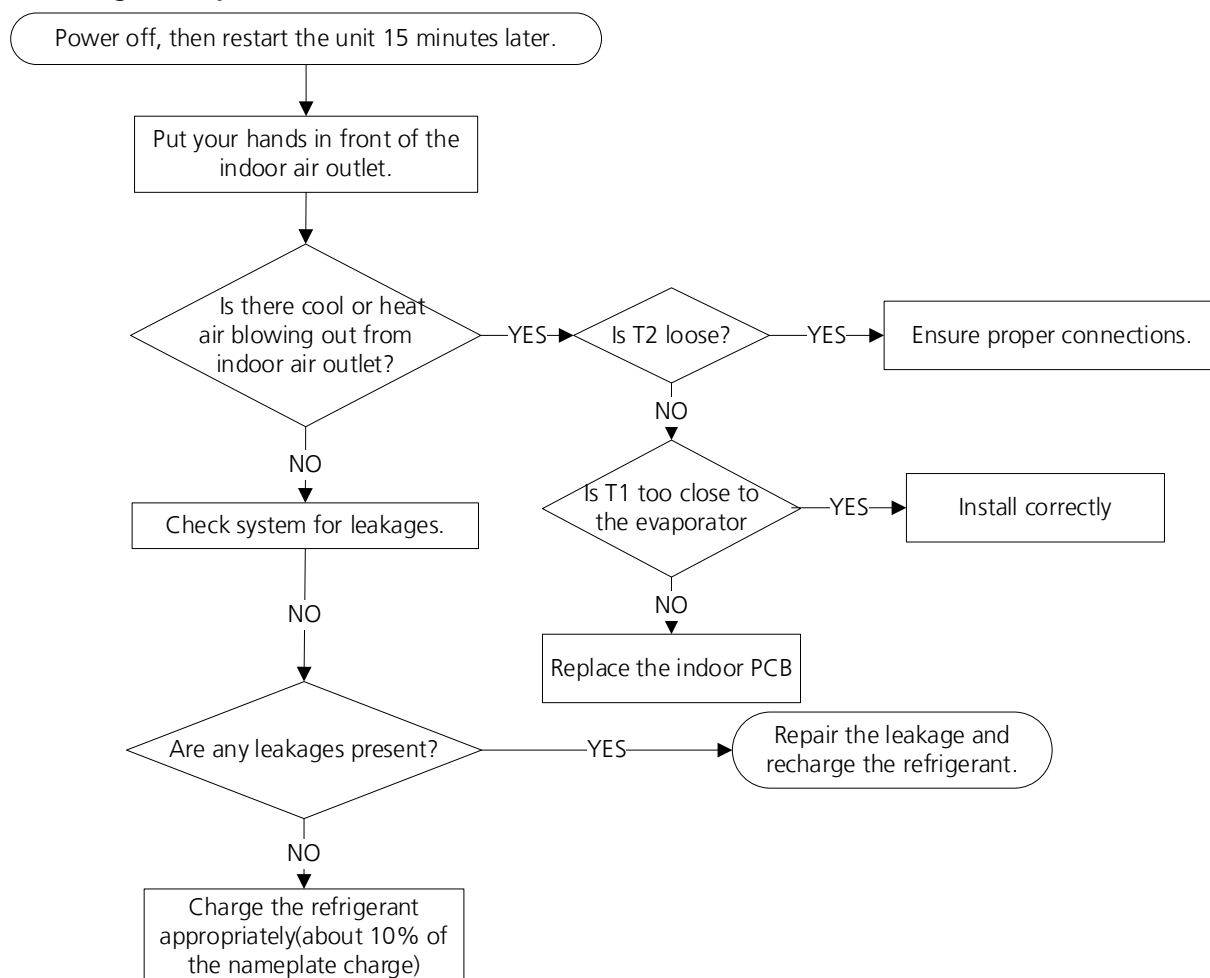 Power off, then restart the unit 15 minutes later.
Put your hands in front of the
indoor air outlet.
Is there cool or heat
air blowing out from
indoor air outlet?
YES
Is T2 loose?
YES
Ensure proper connections.
NO
NO
Is T1 too close to
the evaporator
YES
Install correctly
Check system for leakages.
NO
NO
Replace the indoor PCB
Are any leakages present?
YES
Repair the leakage and
recharge the refrigerant.
NO
Charge the refrigerant
appropriately(about 10% of
the nameplate charge)